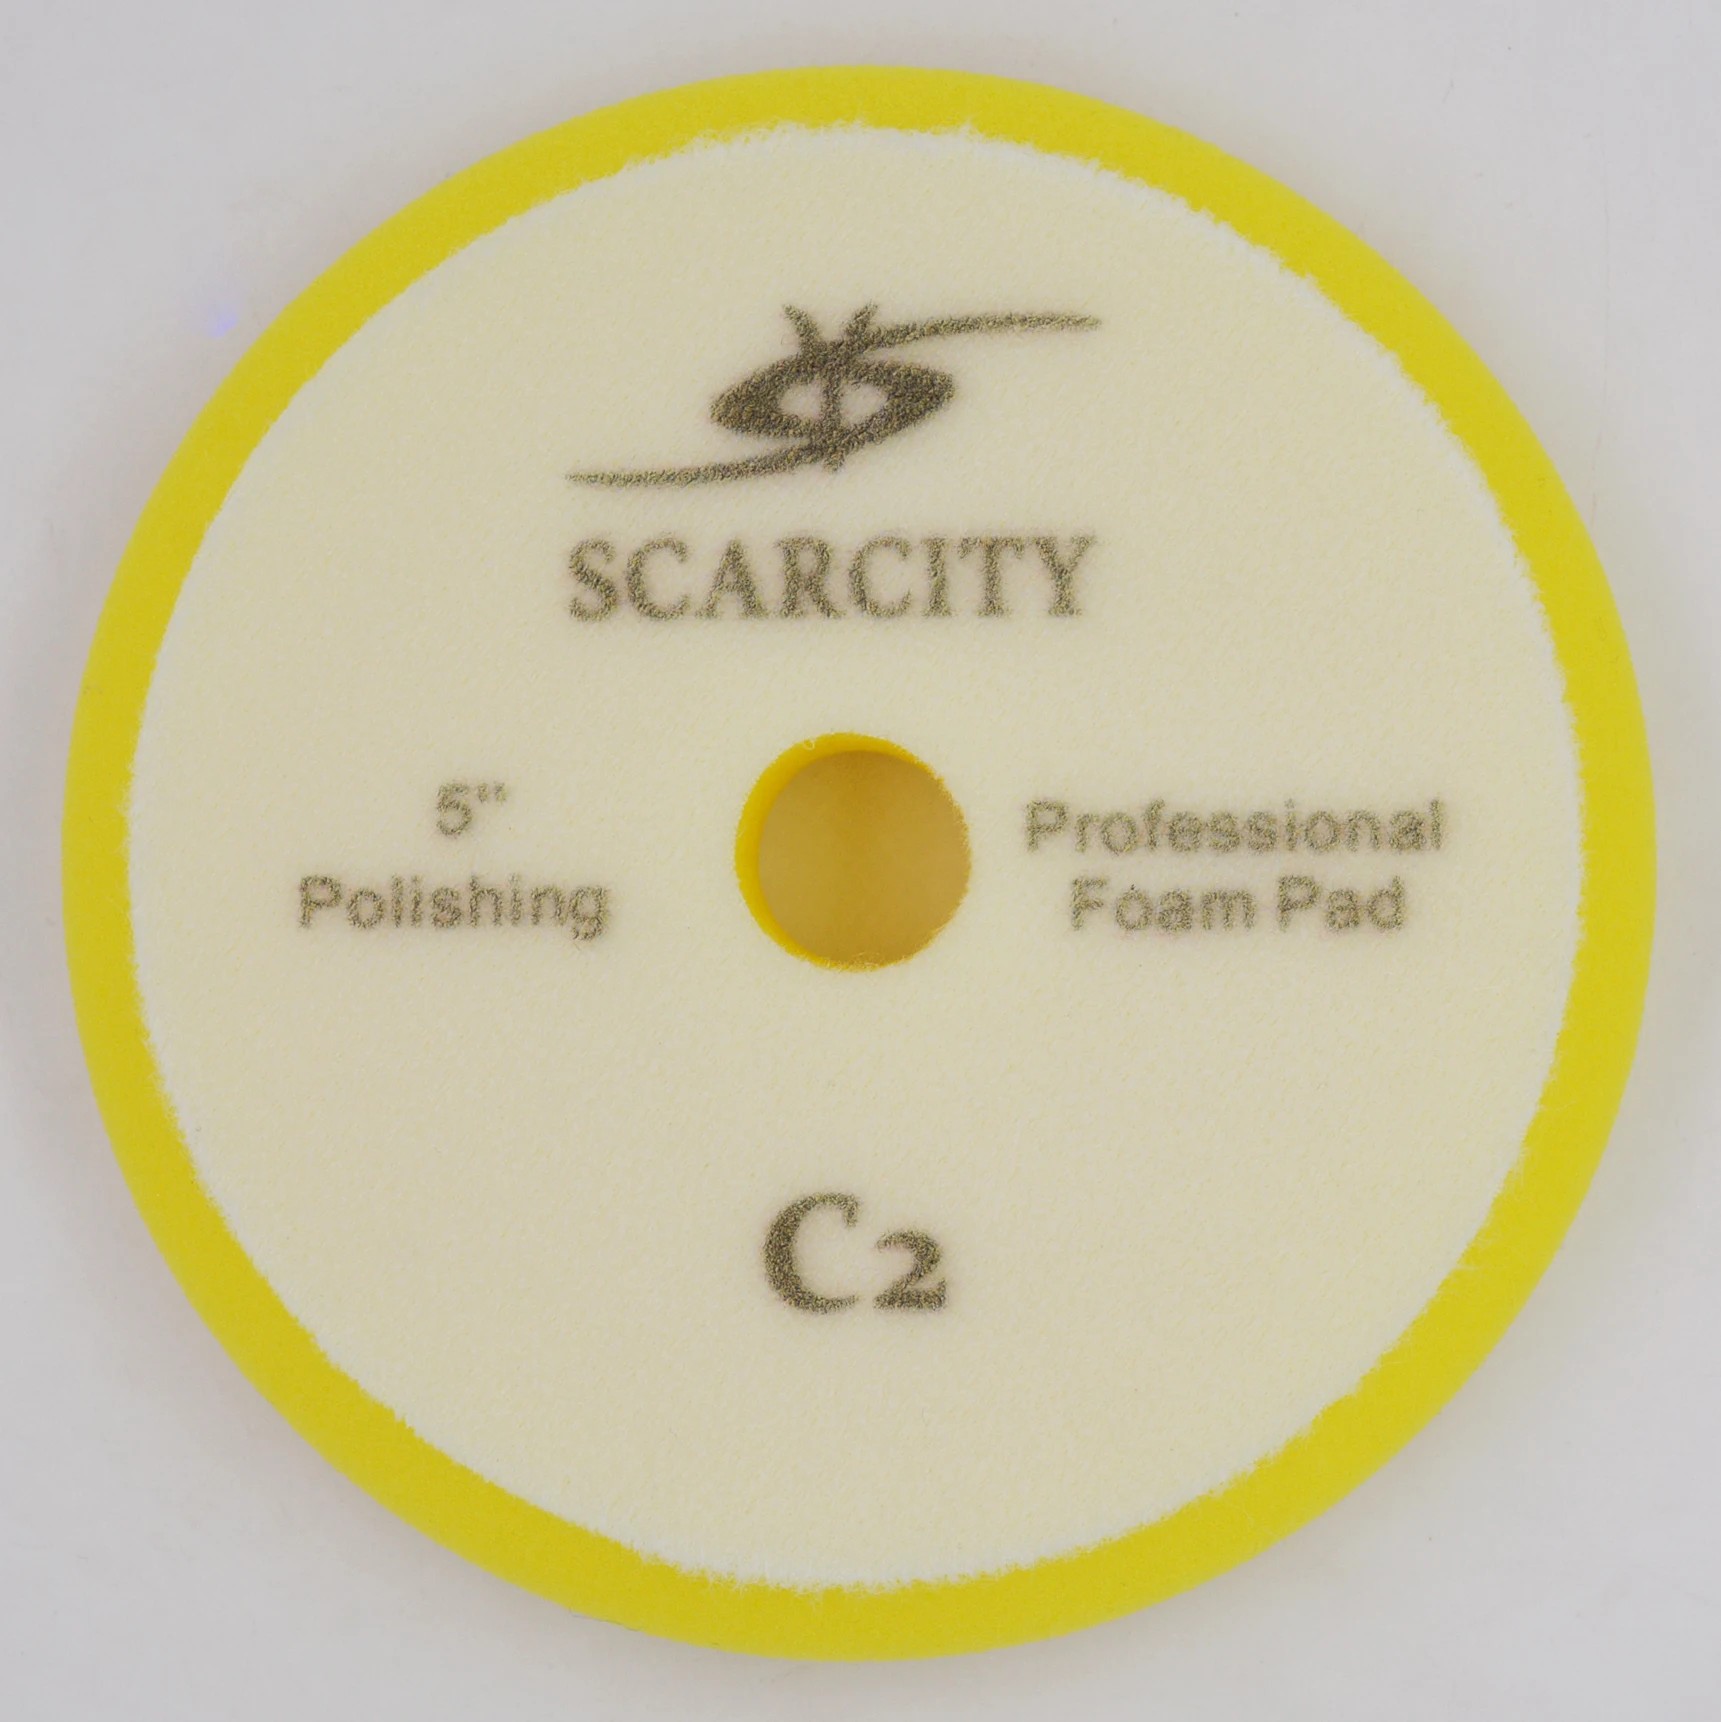 SCARCITY
5"
Polishing
Professional
Foam Pad
C2